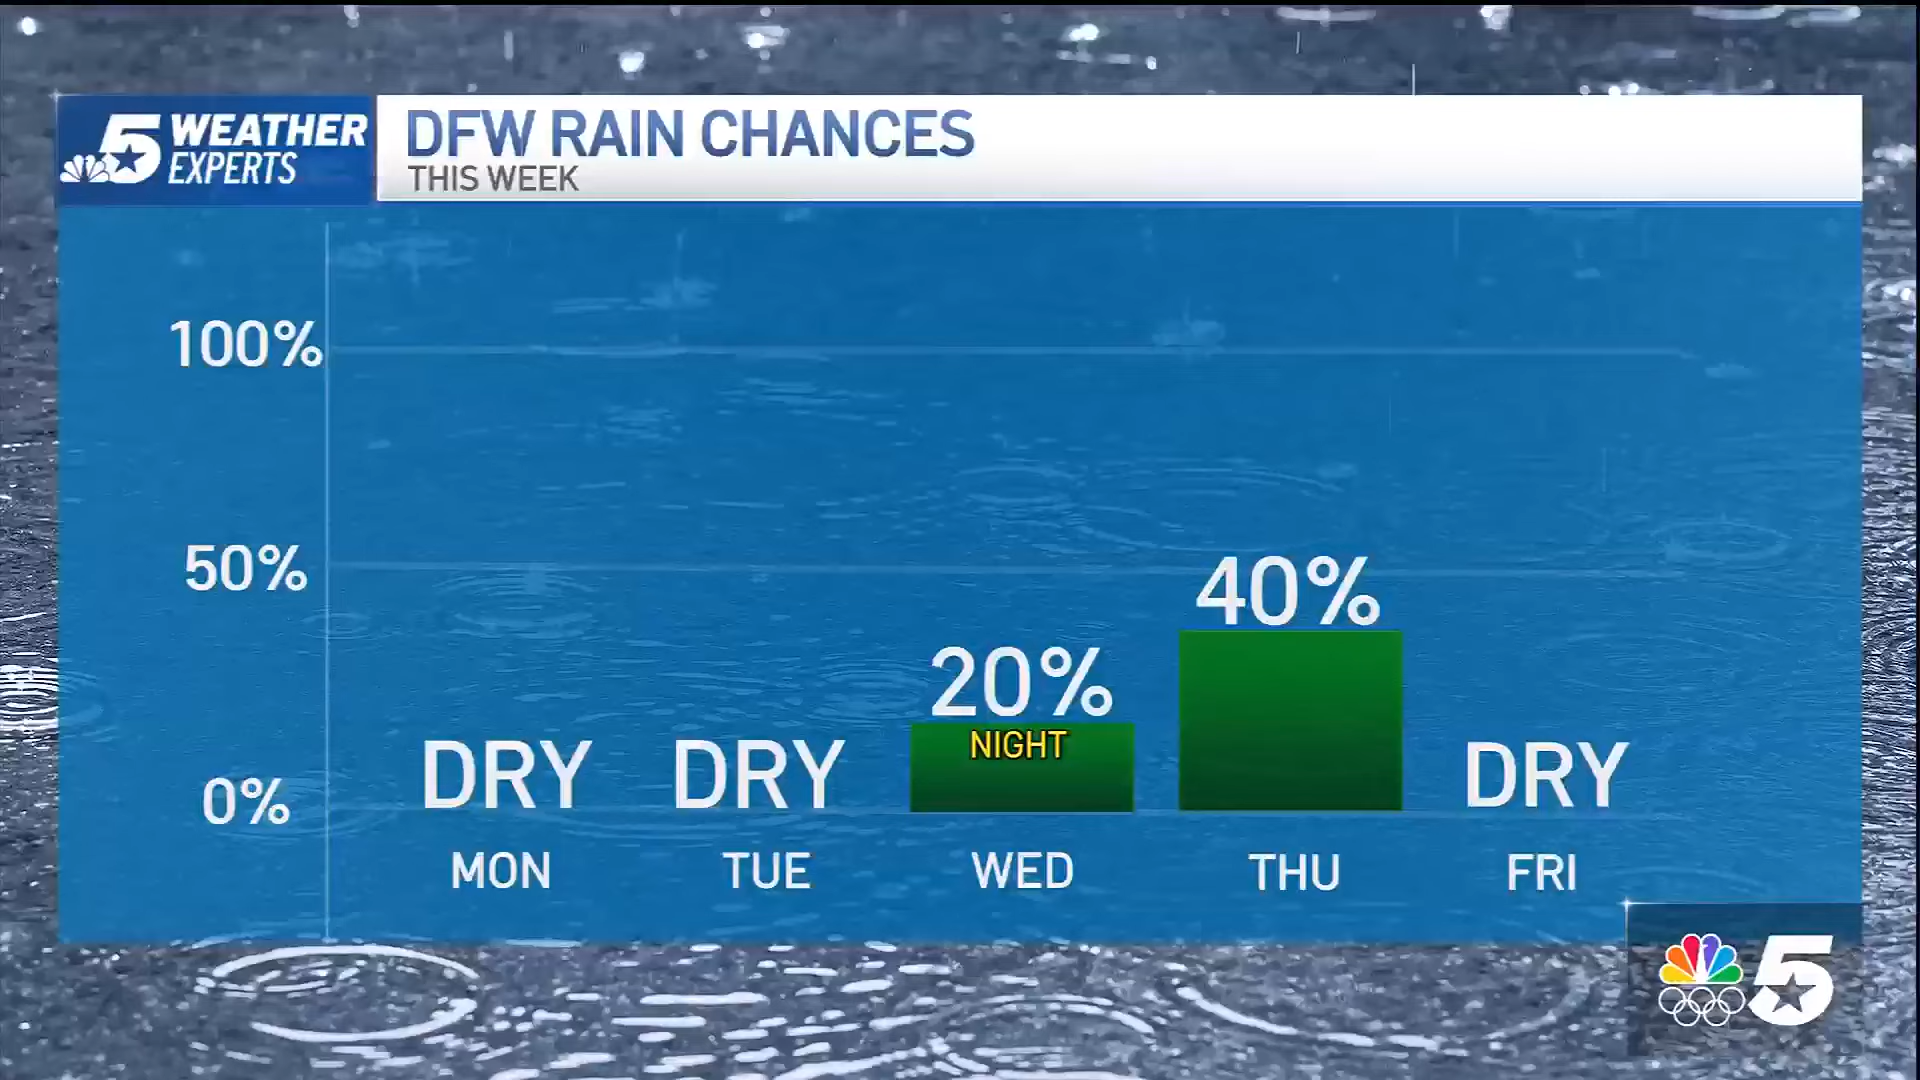 5 WEATHER
EXPERTS
DFW RAIN CHANCES
THIS WEEK
100%
50%
0%
DRY
DRY
20%
NIGHT
40%
DRY
MON
TUE
WED
THU
FRI
5